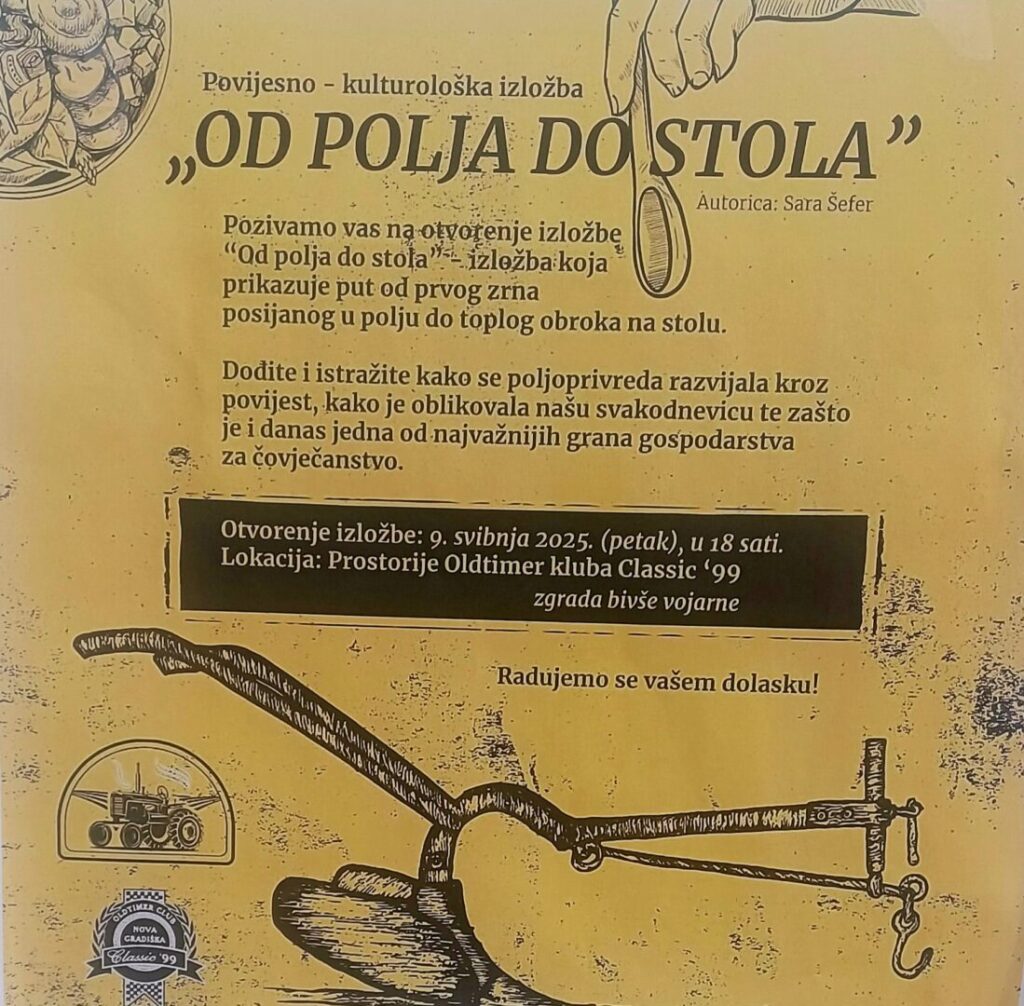 Povijesno - kulturološka izložba
„OD POLJA DO STOLA”
Autorica: Sara Šefer
Pozivamo vas na otvorenje izložbe
“Od polja do stola” - izložba koja
prikazuje put od prvog zrna
posijanog u polju do toplog obroka na stolu.
Dođite i istražite kako se poljoprivreda razvijala kroz
povijest, kako je oblikovala našu svakodnevicu te zašto
je i danas jedna od najvažnijih grana gospodarstva
za čovječanstvo.
Otvorenje izložbe: 9. svibnja 2025. (petak), u 18 sati.
Lokacija: Prostorije Oldtimer kluba Classic ‘99
zgrada bivše vojarne
Radujemo se vašem dolasku!
OLDTIMER CLUB
NOVA
GRADIŠKA
Classic '99